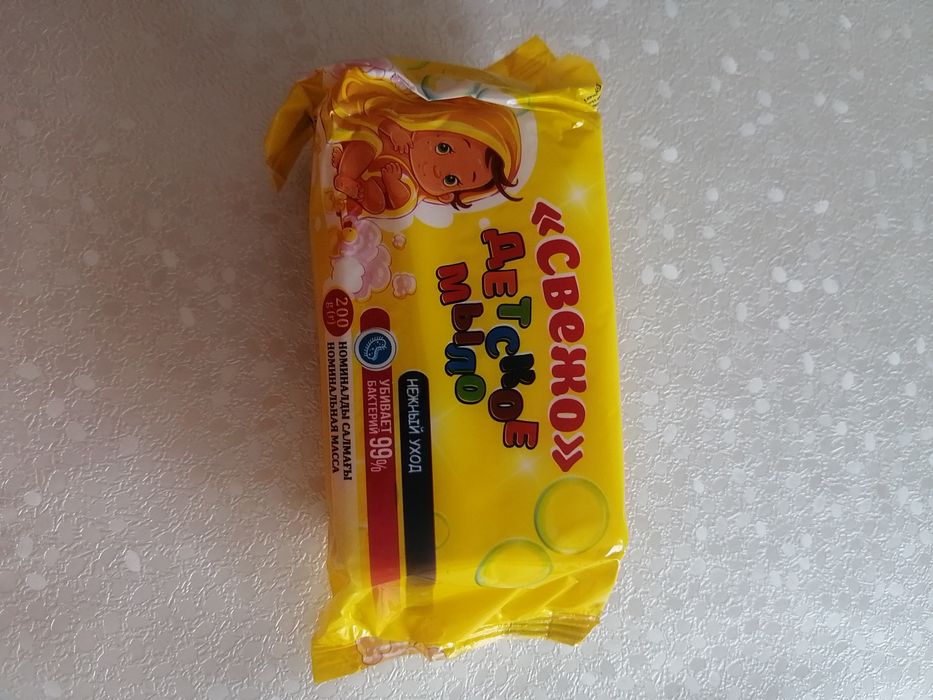 «Свежо»
ДЕТСКОЕ
МЫЛО
НЕЖНЫЙ УХОД
УБИВАЕТ 99%
БАКТЕРИЙ
200
g (г)
НОМИНАЛДЫ САЛМАҒЫ
НОМИНАЛЬНАЯ МАССА